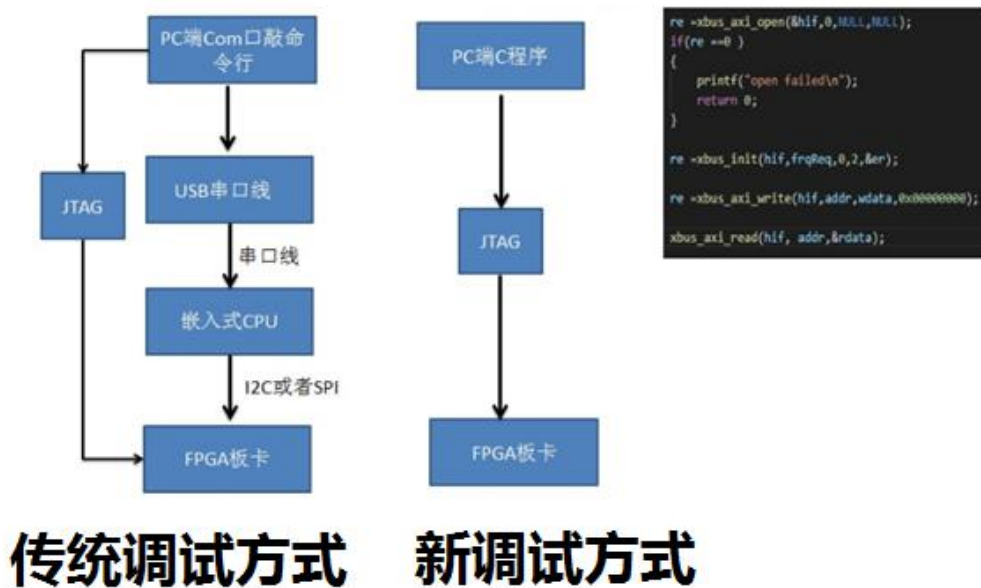 PC端Com口敲命
令行
USB串口线
JTAG
串口线
嵌入式CPU
I2C或者SPI
FPGA板卡
传统调试方式
PC端C程序
JTAG
FPGA板卡
新调试方式
re =xbus_axi_open(&hif,0,NULL,NULL);
if(re ==0 )
{
printf("open failed\n");
return 0;
}
re =xbus_init(hif,frqReq,0,2,&er);
re =xbus_axi_write(hif,addr,wdata,0x00000000);
xbus_axi_read(hif, addr,&rdata);